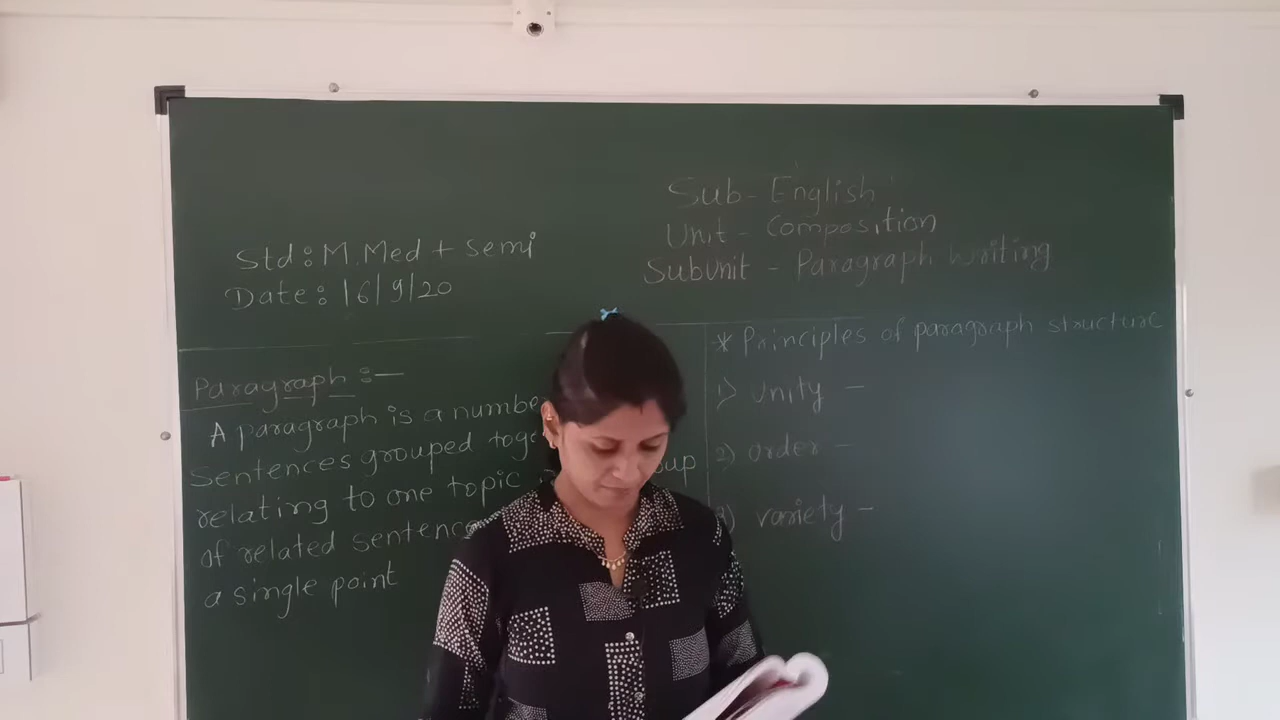 Sub - English
Unit - Composition
Subunit - Paragraph Writing
Std : M. Med + Semi
Date : 16/9/20
Paragraph :-
A paragraph is a numbe
Sentences grouped toge
relating to one topic
of related sentenc
a single point
* Principles of paragraph structure
1) unity -
2) order -
3) variety -